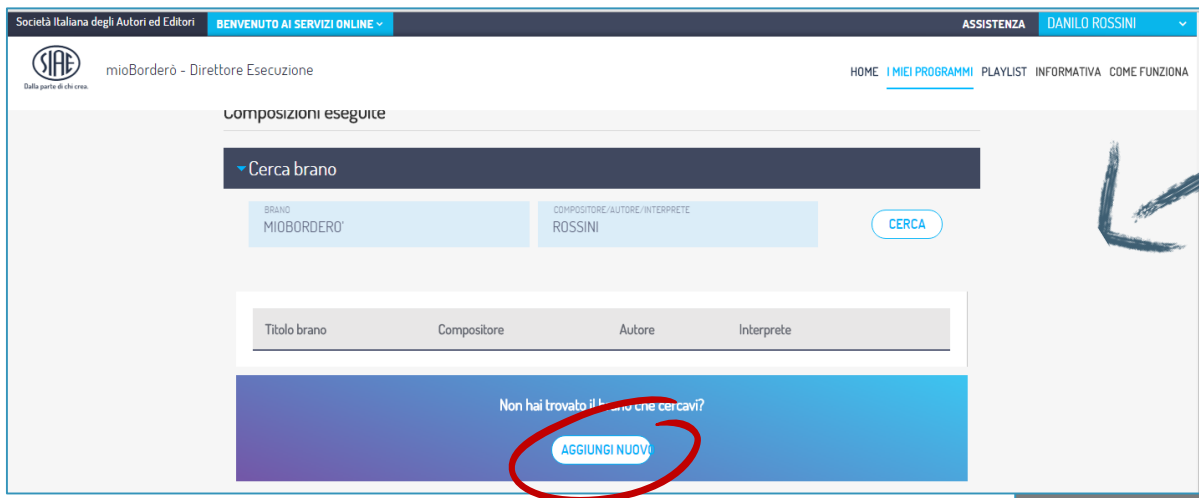 Società Italiana degli Autori ed Editori BENVENUTO AI SERVIZI ONLINE ASSISTENZA DANILO ROSSINI
SIAE
Dalla parte di chi crea.
mioBorderò - Direttore Esecuzione
HOME I MIEI PROGRAMMI PLAYLIST INFORMATIVA COME FUNZIONA
Composizioni eseguite
Cerca brano
BRANO COMPOSITORE/AUTORE/INTERPRETE
MIOBORDERO' ROSSINI CERCA
Titolo brano Compositore Autore Interprete
Non hai trovato il brano che cercavi?
AGGIUNGI NUOVO